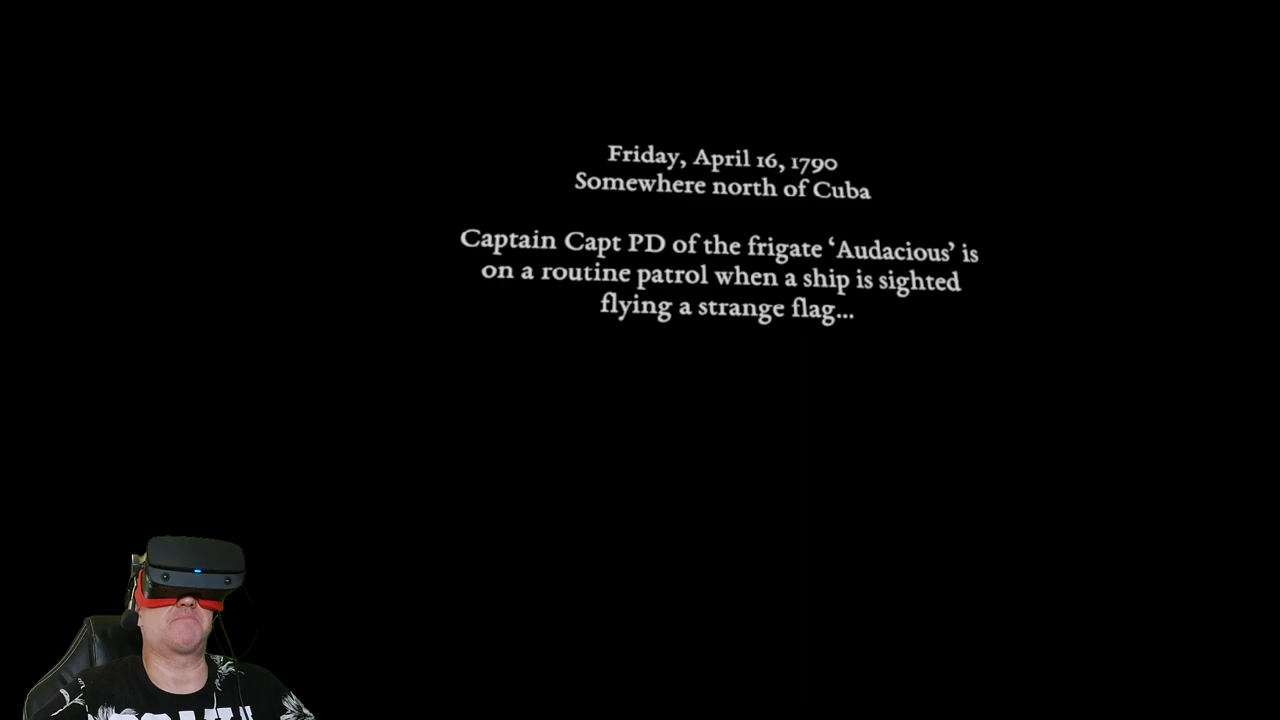 Friday, April 16, 1790
Somewhere north of Cuba
Captain Capt PD of the frigate ‘Audacious’ is
on a routine patrol when a ship is sighted
flying a strange flag...